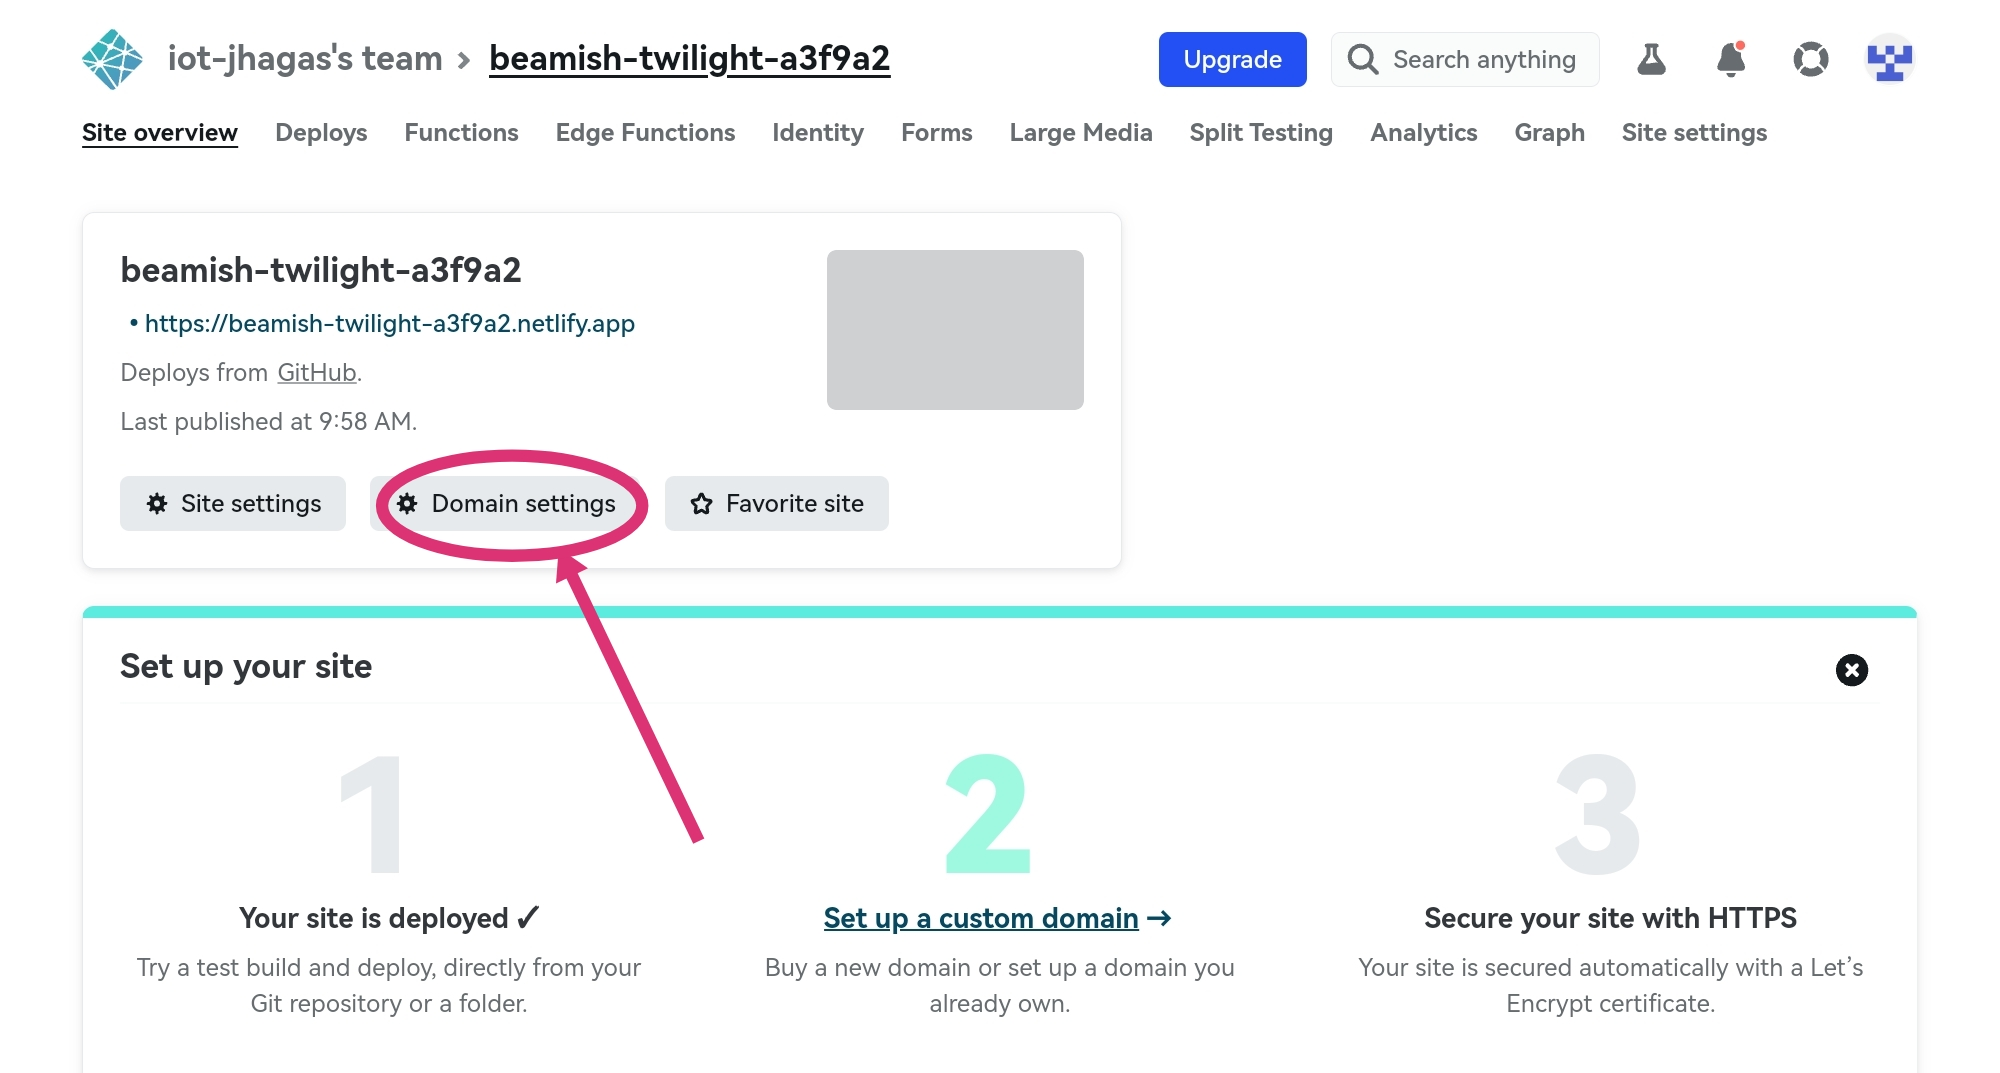 iot-jhagas's team > beamish-twilight-a3f9a2
Upgrade
Search anything
Site overview Deploys Functions Edge Functions Identity Forms Large Media Split Testing Analytics Graph Site settings
beamish-twilight-a3f9a2
• https://beamish-twilight-a3f9a2.netlify.app
Deploys from GitHub.
Last published at 9:58 AM.
Site settings
Domain settings
Favorite site
Set up your site
1
Your site is deployed ✓
Try a test build and deploy, directly from your
Git repository or a folder.
2
Set up a custom domain →
Buy a new domain or set up a domain you
already own.
3
Secure your site with HTTPS
Your site is secured automatically with a Let’s
Encrypt certificate.